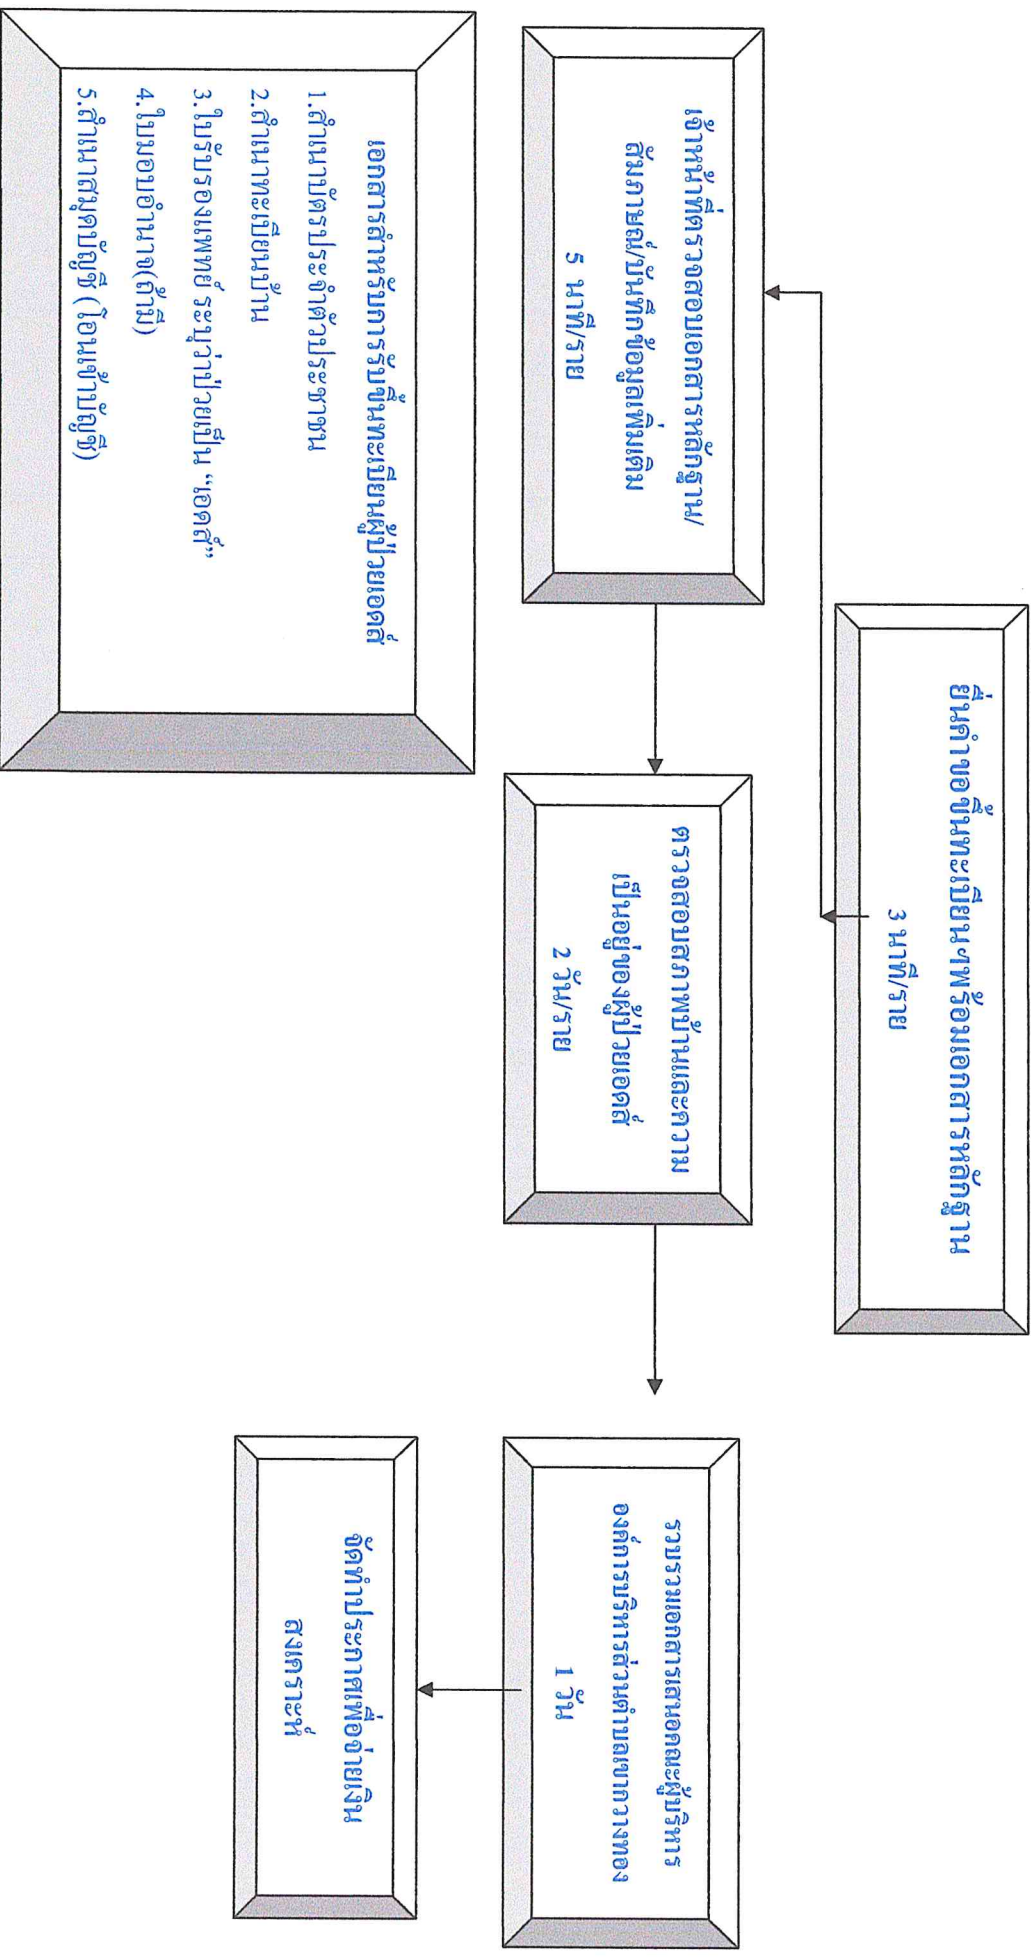 ยื่นคำขอขึ้นทะเบียนฯพร้อมเอกสารหลักฐาน
3 นาที/ราย
เจ้าหน้าที่ตรวจสอบเอกสารหลักฐาน/
สัมภาษณ์/บันทึกข้อมูลเพิ่มเติม
5 นาที/ราย
ตรวจสอบสภาพบ้านและความ
เป็นอยู่ของผู้ป่วยเอดส์
2 วัน/ราย
รวบรวมเอกสารเสนอคณะผู้บริหาร
องค์การบริหารส่วนตำบลเขากวางทอง
1 วัน
จัดทำประกาศเพื่อจ่ายเงิน
สงเคราะห์
เอกสารสำหรับการรับขึ้นทะเบียนผู้ป่วยเอดส์
1.สำเนาบัตรประจำตัวประชาชน
2.สำเนาทะเบียนบ้าน
3.ใบรับรองแพทย์ ระบุว่าป่วยเป็น “เอดส์”
4.ใบมอบอำนาจ(ถ้ามี)
5.สำเนาสมุดบัญชี (โอนเข้าบัญชี)